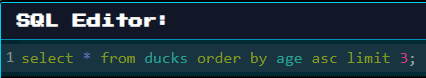 SQL Editor:
1 select * from ducks order by age asc limit 3;